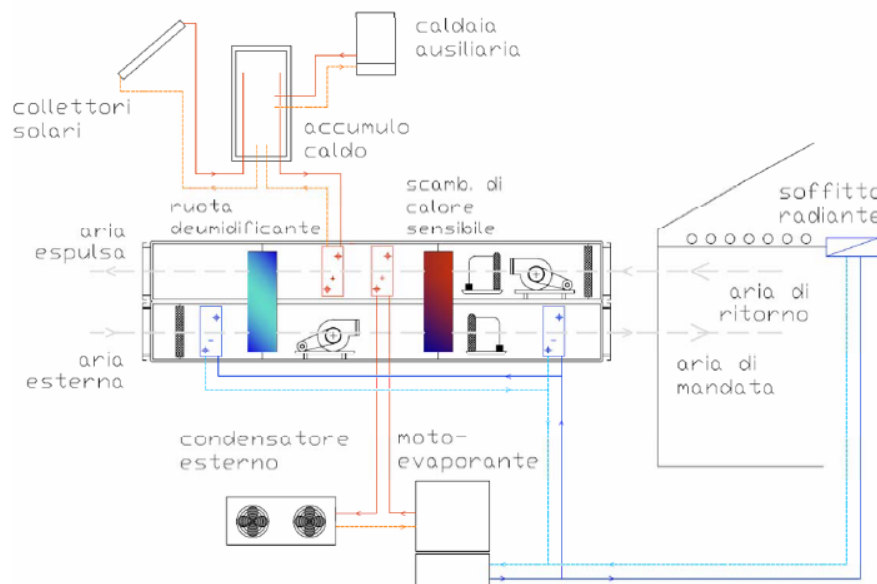 caldaia
ausiliaria
collettori
solari
accumulo
caldo
ruota
deumidificante
scamb. di
calore
sensibile
soffitto
radiante
aria
espulsa
aria di
ritorno
aria
esterna
aria di
mandata
condensatore
esterno
moto-
evaporante